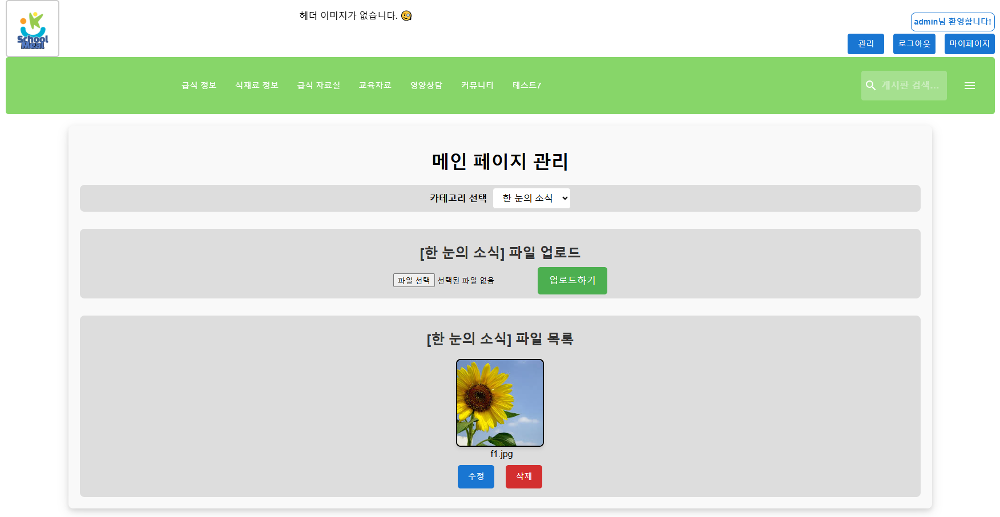 School
Meal
헤더 이미지가 없습니다. 🧐
admin님 환영합니다!
관리 로그아웃 마이페이지
급식 정보 식재료 정보 급식 자료실 교육자료 영양상담 커뮤니티 테스트7 게시판 검색...
메인 페이지 관리
카테고리 선택 한 눈의 소식
[한 눈의 소식] 파일 업로드
파일 선택 선택된 파일 없음 업로드하기
[한 눈의 소식] 파일 목록
f1.jpg
수정 삭제